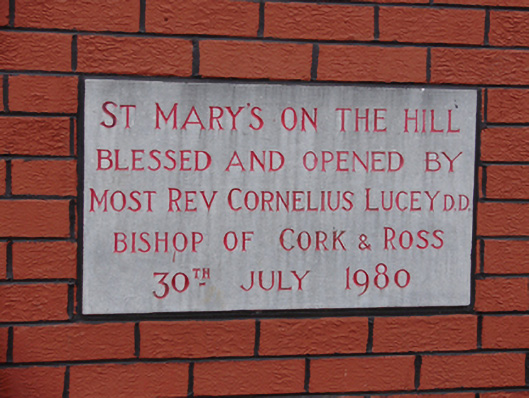 ST MARY'S ON THE HILL
BLESSED AND OPENED BY
MOST REV CORNELIUS LUCEY D.D.
BISHOP OF CORK & ROSS
30TH JULY 1980